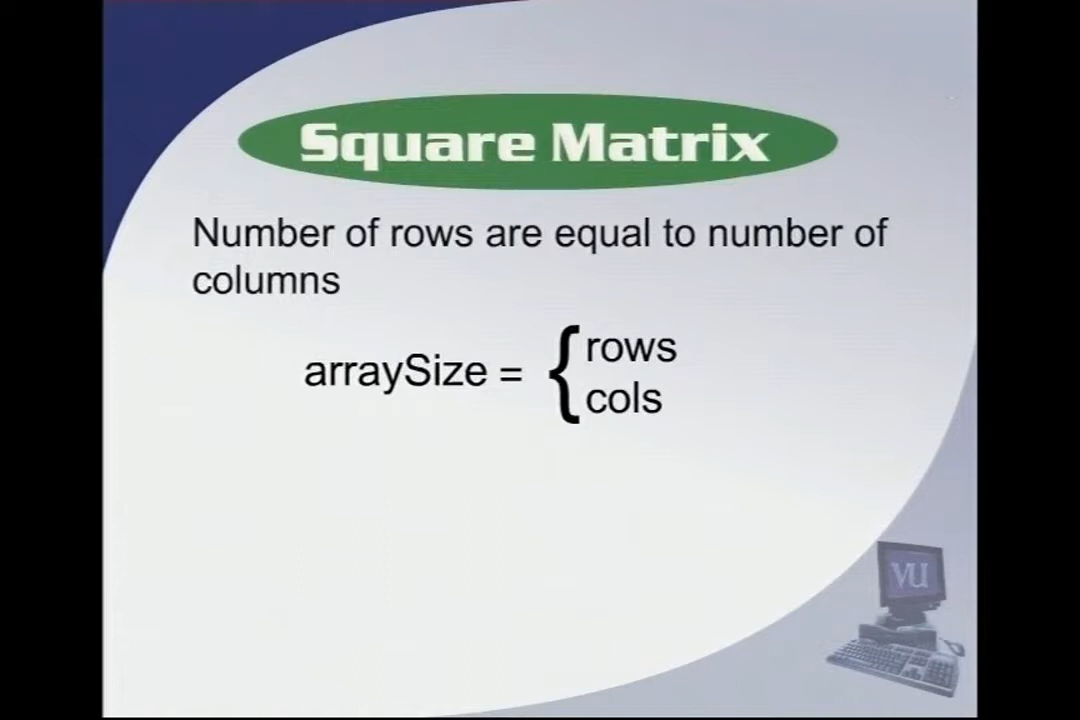 Square Matrix
Number of rows are equal to number of
columns
arraySize = { rows
cols
VU